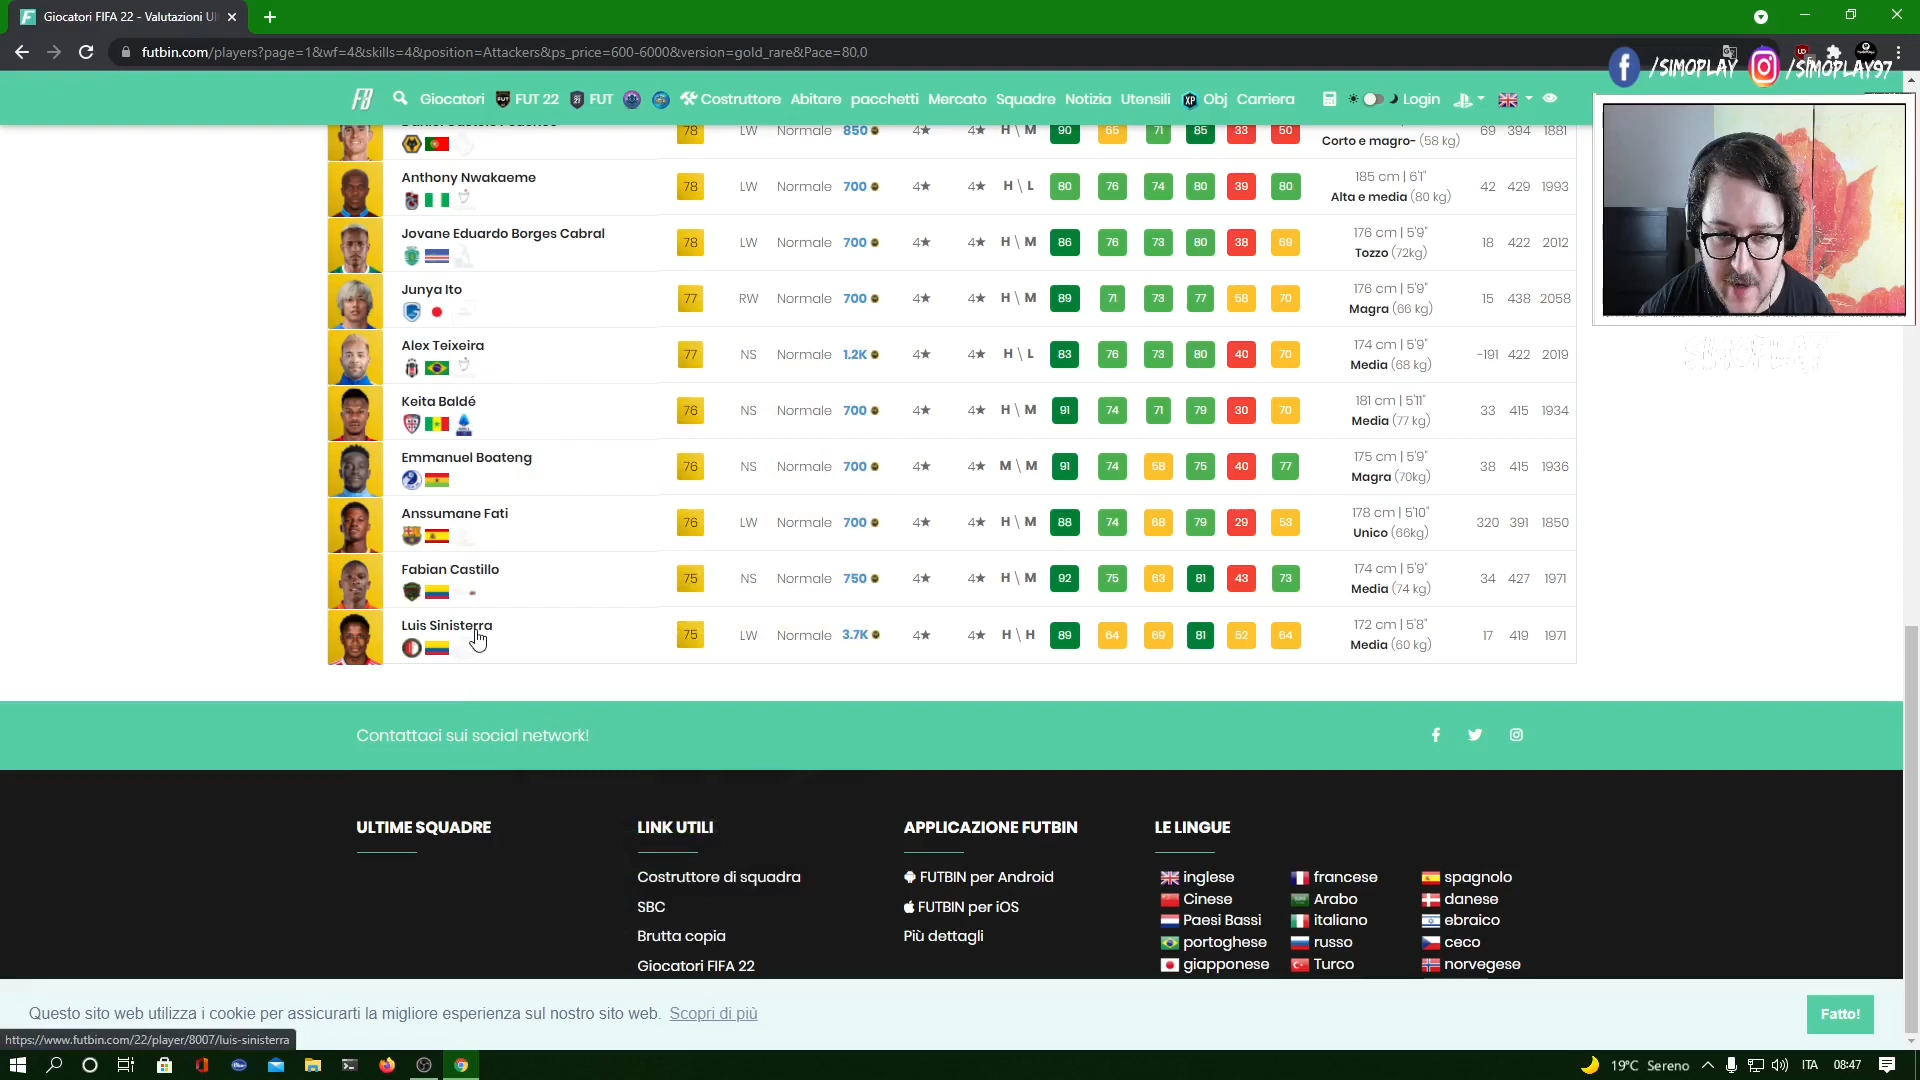 Giocatori FIFA 22 - Valutazioni Ul
futbin.com/players?page=1&wf=4&skills=4&position=Attackers&ps_price=600-6000&version=gold_rare&Pace=80,0
/SIMOPLAY /SIMOPLAY97
Giocatori FUT 22 FUT Costruttore Abitare pacchetti Mercato Squadre Notizia Utensili XP Obj Carriera Login
78 LW Normale 850 4★ 4★ H \ M 90 65 71 85 33 50 Corto e magro- (58 kg) 69 394 1881
Anthony Nwakaeme 78 LW Normale 700 4★ 4★ H \ L 80 76 74 80 39 80 185 cm | 6'1" Alta e media (80 kg) 42 429 1993
Jovane Eduardo Borges Cabral 78 LW Normale 700 4★ 4★ H \ M 86 76 73 80 38 69 176 cm | 5'9" Tozzo (72kg) 18 422 2012
Junya Ito 77 RW Normale 700 4★ 4★ H \ M 89 71 73 77 58 70 176 cm | 5'9" Magra (66 kg) 15 438 2058
Alex Teixeira 77 NS Normale 1.2K 4★ 4★ H \ L 83 76 73 80 40 70 174 cm | 5'9" Media (68 kg) -191 422 2019
Keita Baldé 76 NS Normale 700 4★ 4★ H \ M 91 74 71 79 30 70 181 cm | 5'11" Media (77 kg) 33 415 1934
Emmanuel Boateng 76 NS Normale 700 4★ 4★ M \ M 91 74 58 75 40 77 175 cm | 5'9" Magra (70kg) 38 415 1936
Anssumane Fati 76 LW Normale 700 4★ 4★ H \ M 88 74 68 79 29 53 178 cm | 5'10" Unico (66kg) 320 391 1850
Fabian Castillo 75 NS Normale 750 4★ 4★ H \ M 92 75 63 81 43 73 174 cm | 5'9" Media (74 kg) 34 427 1971
Luis Sinisterra 75 LW Normale 3.7K 4★ 4★ H \ H 89 64 69 81 52 64 172 cm | 5'8" Media (60 kg) 17 419 1971
SIMOPLAY
Contattaci sui social network!
ULTIME SQUADRE LINK UTILI APPLICAZIONE FUTBIN LE LINGUE
Costruttore di squadra FUTBIN per Android inglese francese spagnolo
Cinese Arabo danese
SBC FUTBIN per iOS
Paesi Bassi italiano ebraico
Brutta copia Più dettagli portoghese russo ceco
Giocatori FIFA 22 giapponese Turco norvegese
Questo sito web utilizza i cookie per assicurarti la migliore esperienza sul nostro sito web. Scopri di più Fatto!
https://www.futbin.com/22/player/8007/luis-sinisterra
19°C Sereno ITA 08:47